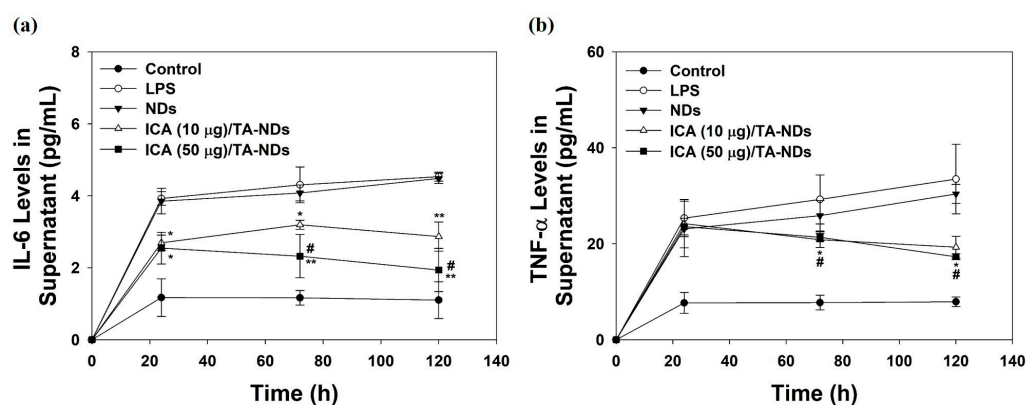 (a)
IL-6 Levels in
Supernatant (pg/mL)
8
6
4
2
0
Control
LPS
NDs
ICA (10 μg)/TA-NDs
ICA (50 μg)/TA-NDs
*
*
*
#
**
**
#
**
0 20 40 60 80 100 120 140
Time (h)
(b)
TNF-α Levels in
Supernatant (pg/mL)
60
40
20
0
Control
LPS
NDs
ICA (10 μg)/TA-NDs
ICA (50 μg)/TA-NDs
*
#
*
#
0 20 40 60 80 100 120 140
Time (h)